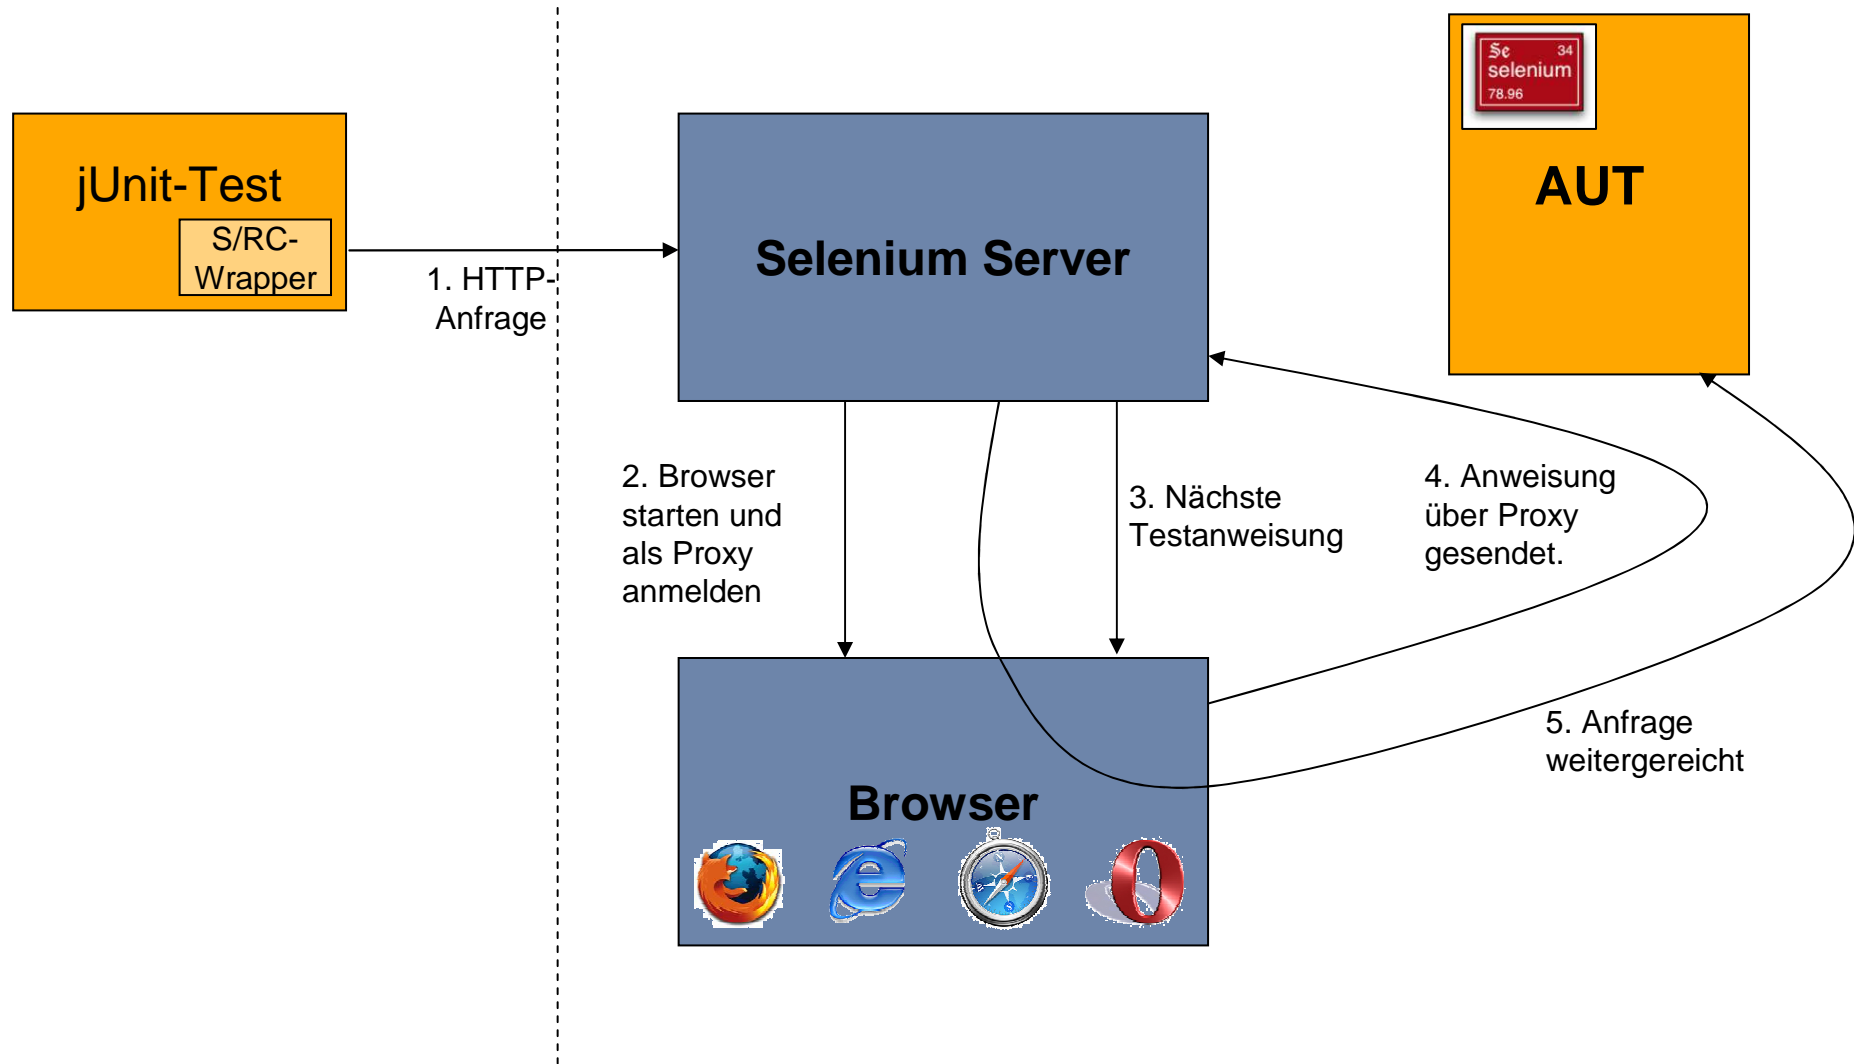 jUnit-Test
S/RC-
Wrapper
1. HTTP-
Anfrage
Selenium Server
Se 34
selenium
78.96
AUT
2. Browser
starten und
als Proxy
anmelden
3. Nächste
Testanweisung
4. Anweisung
über Proxy
gesendet.
5. Anfrage
weitergereicht
Browser